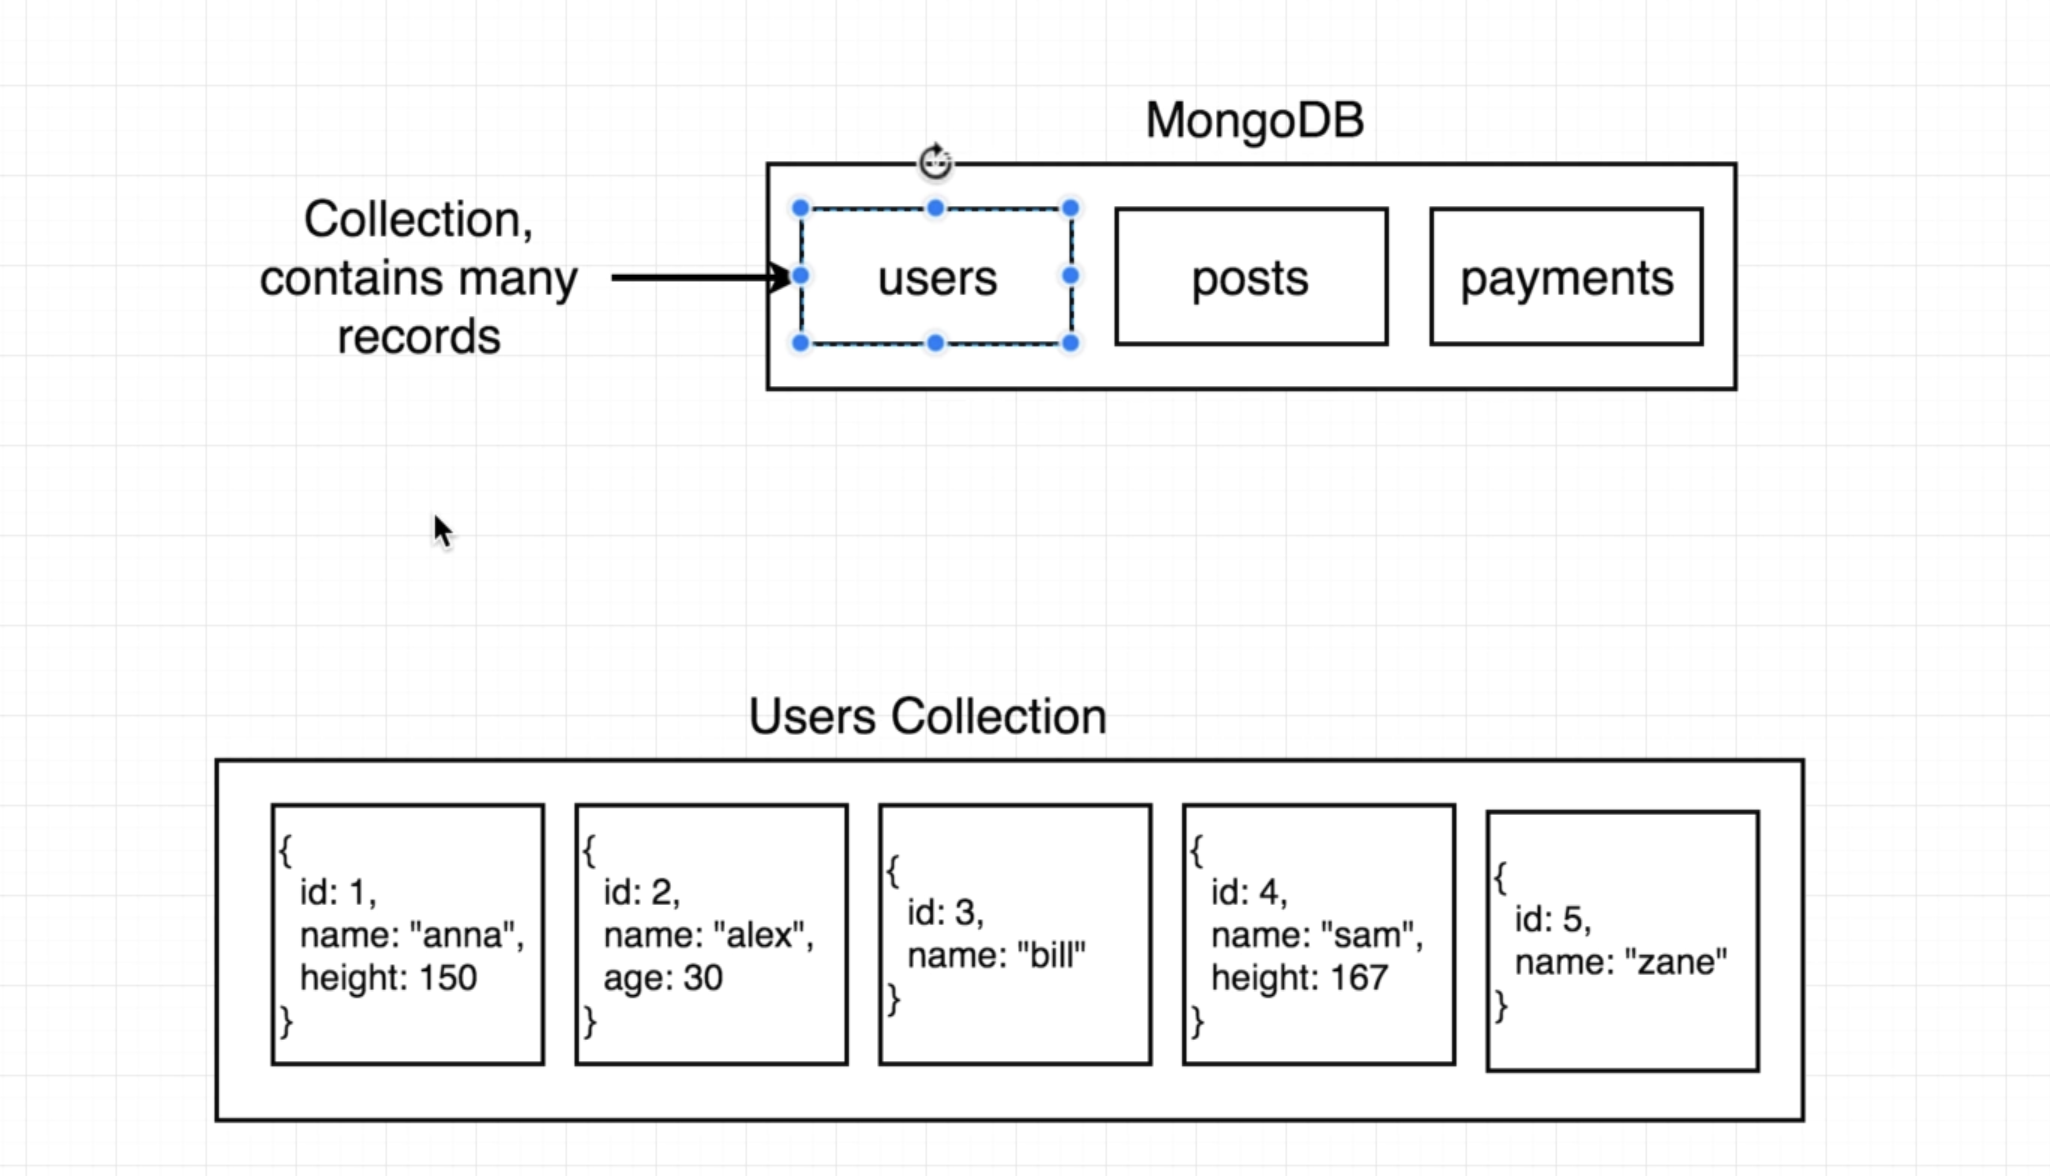 MongoDB
Collection,
contains many
records
users
posts
payments
Users Collection
{
id: 1,
name: "anna",
height: 150
}
{
id: 2,
name: "alex",
age: 30
}
{
id: 3,
name: "bill"
}
{
id: 4,
name: "sam",
height: 167
}
{
id: 5,
name: "zane"
}